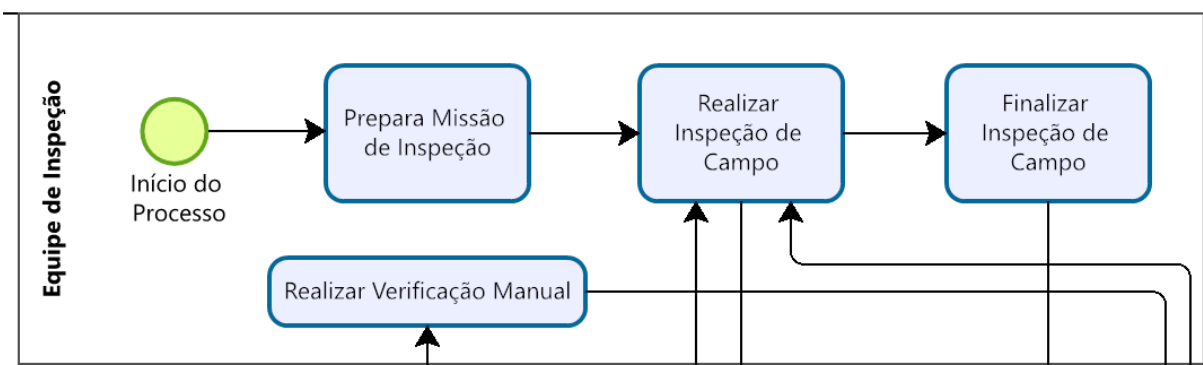 Equipe de Inspeção
Início do
Processo
Prepara Missão
de Inspeção
Realizar
Inspeção de
Campo
Finalizar
Inspeção de
Campo
Realizar Verificação Manual